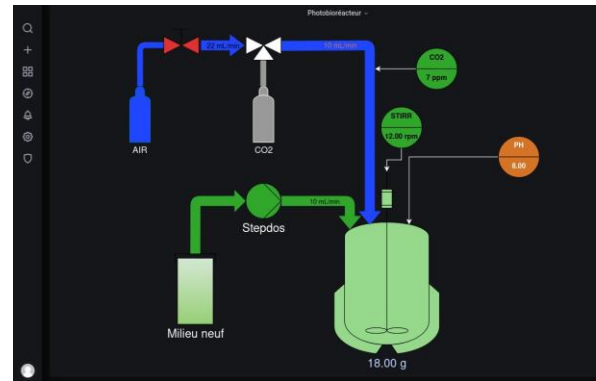 Photobioréacteur
22 mL/min
10 mL/min
CO2
7 ppm
AIR
CO2
STIRR
12.00 rpm
PH
8.00
10 mL/min
Stepdos
Milieu neuf
18.00 g